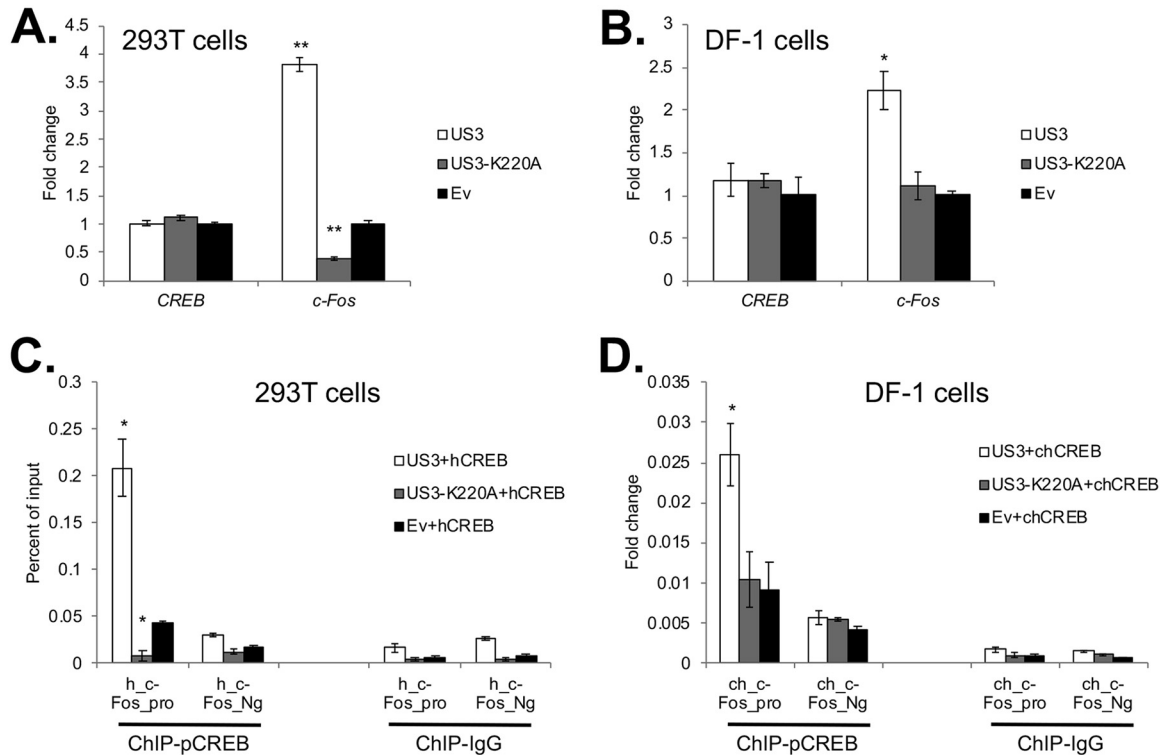 A.
293T cells
Fold change
4.5
4
3.5
3
2.5
2
1.5
1
0.5
0
**
**
CREB
c-Fos
US3
US3-K220A
Ev
B.
DF-1 cells
Fold change
3
2.5
2
1.5
1
0.5
0
*
CREB
c-Fos
US3
US3-K220A
Ev
C.
293T cells
Percent of input
0.3
0.25
0.2
0.15
0.1
0.05
0
*
*
US3+hCREB
US3-K220A+hCREB
Ev+hCREB
h_c-
Fos_pro
h_c-
Fos_Ng
h_c-
Fos_pro
h_c-
Fos_Ng
ChIP-pCREB
ChIP-IgG
D.
DF-1 cells
Fold change
0.035
0.03
0.025
0.02
0.015
0.01
0.005
0
*
US3+chCREB
US3-K220A+chCREB
Ev+chCREB
ch_c-
Fos_pro
ch_c-
Fos_Ng
ch_c-
Fos_pro
ch_c-
Fos_Ng
ChIP-pCREB
ChIP-IgG